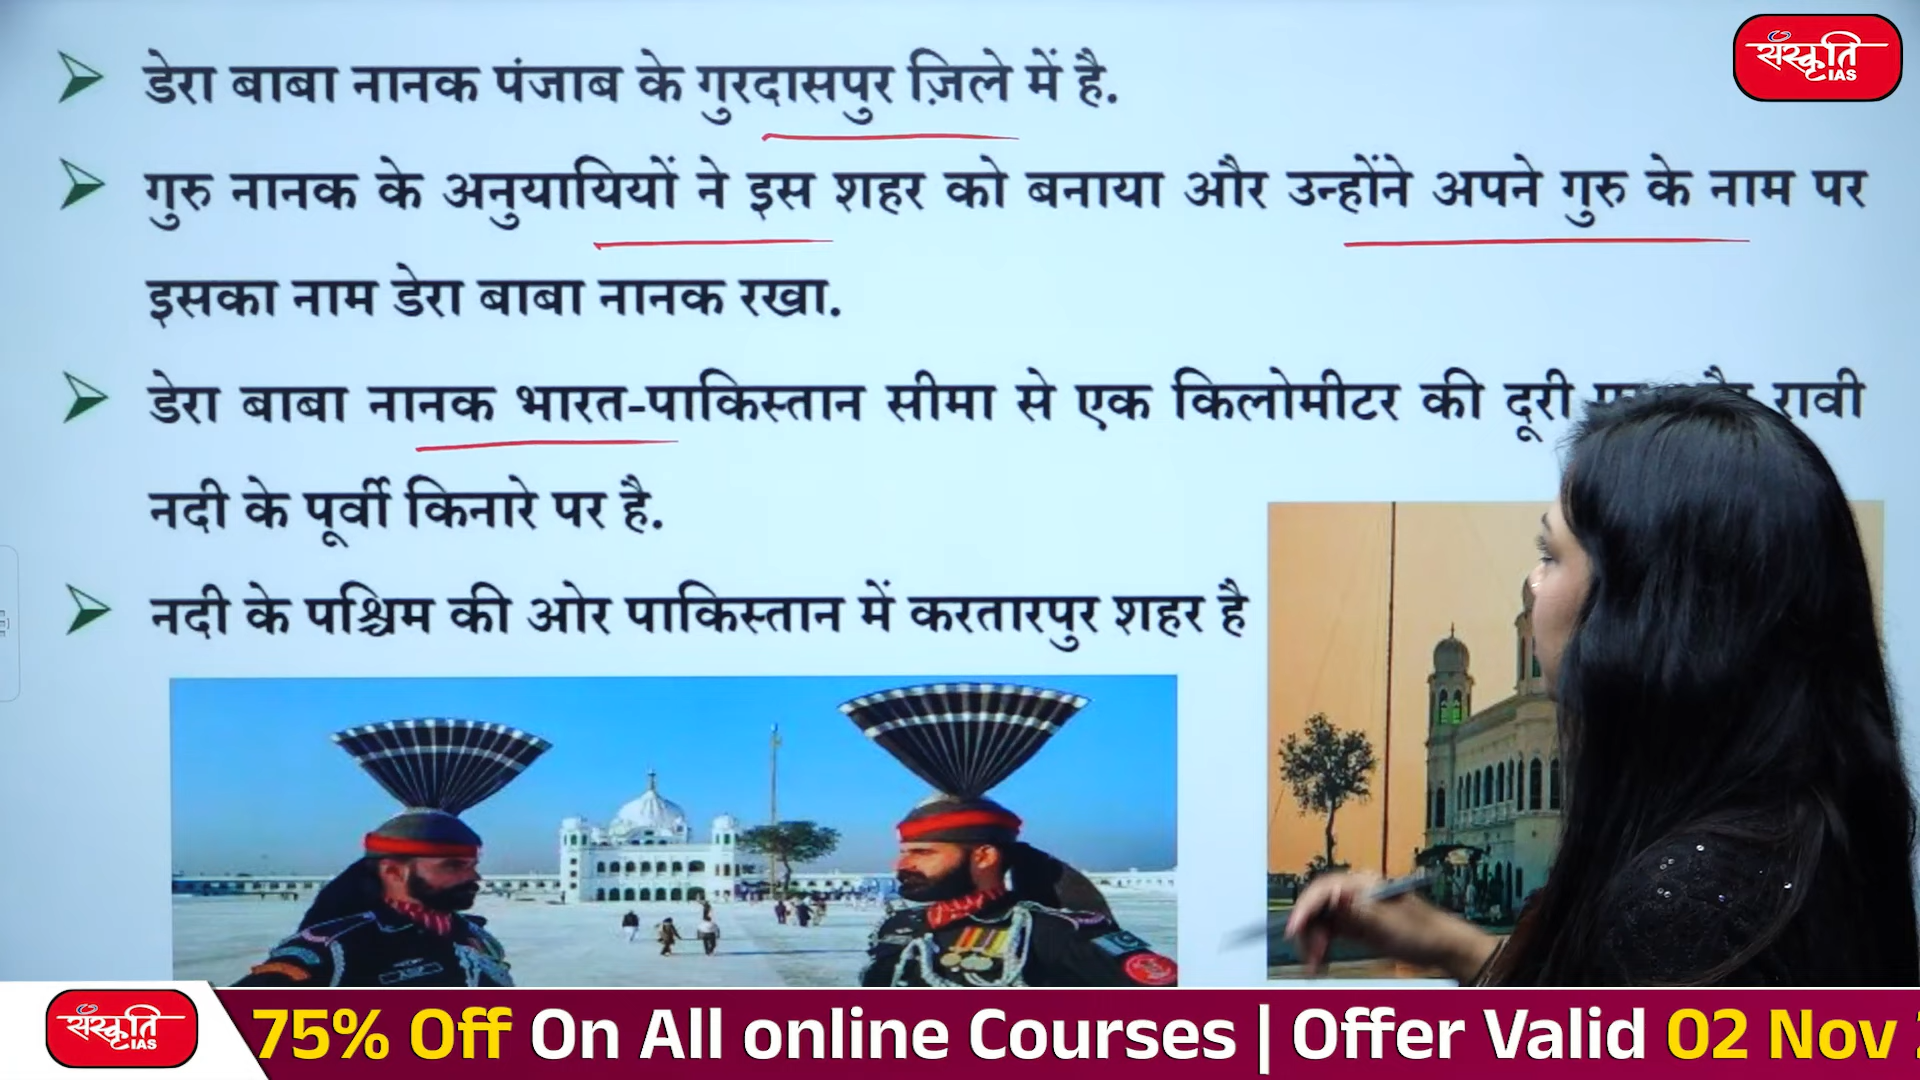 संस्कृति
IAS
डेरा बाबा नानक पंजाब के गुरदासपुर ज़िले में है.
गुरु नानक के अनुयायियों ने इस शहर को बनाया और उन्होंने अपने गुरु के नाम पर
इसका नाम डेरा बाबा नानक रखा.
डेरा बाबा नानक भारत-पाकिस्तान सीमा से एक किलोमीटर की दूरी रावी
नदी के पूर्वी किनारे पर है.
नदी के पश्चिम की ओर पाकिस्तान में करतारपुर शहर है
संस्कृति
IAS
75% Off On All online Courses | Offer Valid 02 Nov